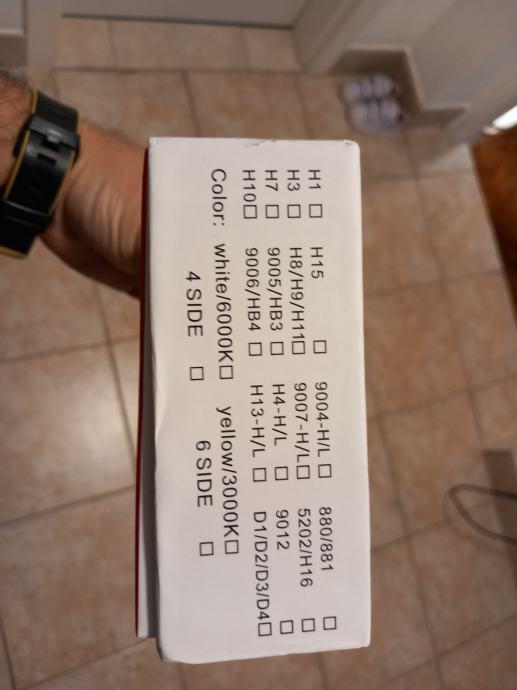 H1 □ H15 □ 9004-H/L □ 880/881 □
H3 □ H8/H9/H11□ 9007-H/L□ 5202/H16 □
H7 □ 9005/HB3 □ H4-H/L □ 9012 □
H10□ 9006/HB4 □ H13-H/L □ D1/D2/D3/D4□
Color: white/6000K□ yellow/3000K□
4 SIDE □ 6 SIDE □